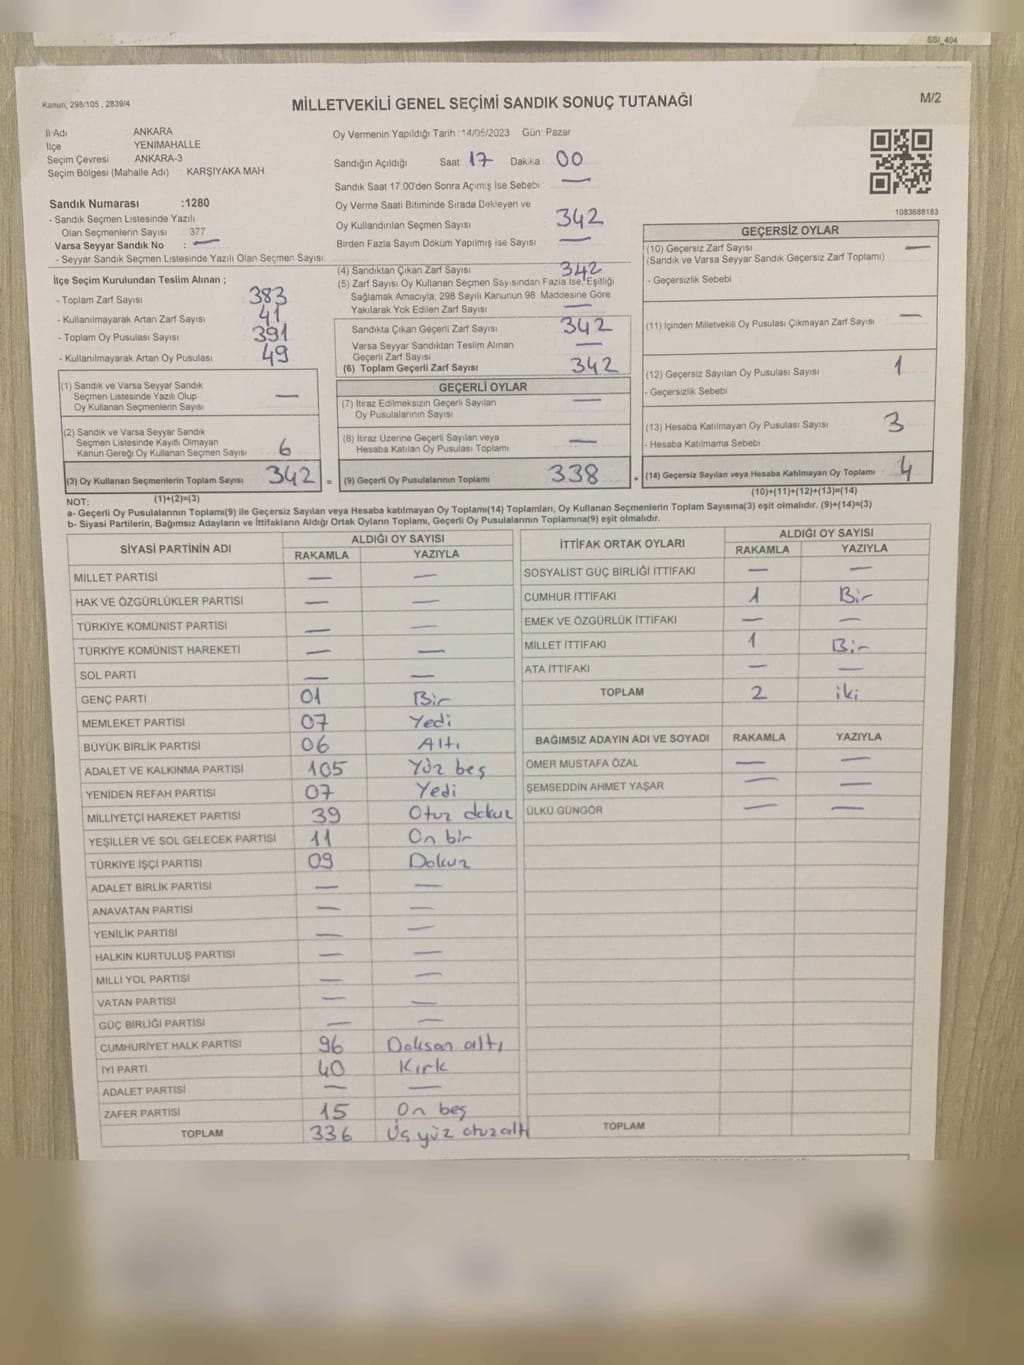 SSI_404
Kanun; 298/105 , 2839/4
MİLLETVEKİLİ GENEL SEÇİMİ SANDIK SONUÇ TUTANAĞI
M/2
İl Adı ANKARA
İlçe YENİMAHALLE
Seçim Çevresi ANKARA-3
Seçim Bölgesi (Mahalle Adı) KARŞIYAKA MAH
Sandık Numarası :1280
- Sandık Seçmen Listesinde Yazılı
Olan Seçmenlerin Sayısı 377
Varsa Seyyar Sandık No : —
- Seyyar Sandık Seçmen Listesinde Yazılı Olan Seçmen Sayısı:
İlçe Seçim Kurulundan Teslim Alınan ;
- Toplam Zarf Sayısı 383
- Kullanılmayarak Artan Zarf Sayısı 41
- Toplam Oy Pusulası Sayısı 391
- Kullanılmayarak Artan Oy Pusulası 49
(1) Sandık ve Varsa Seyyar Sandık
Seçmen Listesinde Yazılı Olup
Oy Kullanan Seçmenlerin Sayısı —
(2) Sandık ve Varsa Seyyar Sandık
Seçmen Listesinde Kayıtlı Olmayan
Kanun Gereği Oy Kullanan Seçmen Sayısı 6
(3) Oy Kullanan Seçmenlerin Toplam Sayısı 342 =
(1)+(2)=(3)
Oy Vermenin Yapıldığı Tarih :14/05/2023 Gün: Pazar
Sandığın Açıldığı Saat: 17 Dakika 00
Sandık Saat 17.00'den Sonra Açımış İse Sebebi : —
Oy Verme Saati Bitiminde Sırada Bekleyen ve
Oy Kullandırılan Seçmen Sayısı 342
Birden Fazla Sayım Döküm Yapılmış ise Sayısı —
(4) Sandıktan Çıkan Zarf Sayısı 342
(5) Zarf Sayısı Oy Kullanan Seçmen Sayısından Fazla İse, Eşitliği
Sağlamak Amacıyla, 298 Sayılı Kanunun 98. Maddesine Göre
Yakılarak Yok Edilen Zarf Sayısı —
Sandıkta Çıkan Geçerli Zarf Sayısı 342
Varsa Seyyar Sandıktan Teslim Alınan
Geçerli Zarf Sayısı —
(6) Toplam Geçerli Zarf Sayısı 342
GEÇERLİ OYLAR
(7) İtiraz Edilmeksizin Geçerli Sayılan
Oy Pusulalarının Sayısı —
(8) İtiraz Üzerine Geçerli Sayılan veya
Hesaba Katılan Oy Pusulası Toplamı —
(9) Geçerli Oy Pusulalarının Toplamı 338 +
1083688183
GEÇERSİZ OYLAR
(10) Geçersiz Zarf Sayısı —
(Sandık ve Varsa Seyyar Sandık Geçersiz Zarf Toplamı)
- Geçersizlik Sebebi :
(11) İçinden Milletvekili Oy Pusulası Çıkmayan Zarf Sayısı —
(12) Geçersiz Sayılan Oy Pusulası Sayısı 1
- Geçersizlik Sebebi :
(13) Hesaba Katılmayan Oy Pusulası Sayısı 3
- Hesaba Katılmama Sebebi :
(14) Geçersiz Sayılan veya Hesaba Katılmayan Oy Toplamı 4
(10)+(11)+(12)+(13)=(14)
NOT:
a- Geçerli Oy Pusulalarının Toplamı(9) ile Geçersiz Sayılan veya Hesaba katılmayan Oy Toplamı(14) Toplamları, Oy Kullanan Seçmenlerin Toplam Sayısına(3) eşit olmalıdır. (9)+(14)=(3)
b- Siyasi Partilerin, Bağımsız Adayların ve İttifakların Aldığı Ortak Oyların Toplamı, Geçerli Oy Pusulalarının Toplamına(9) eşit olmalıdır.
SİYASİ PARTİNİN ADI ALDIĞI OY SAYISI
RAKAMLA YAZIYLA
MİLLET PARTİSİ — —
HAK VE ÖZGÜRLÜKLER PARTİSİ — —
TÜRKİYE KOMÜNİST PARTİSİ — —
TÜRKİYE KOMÜNİST HAREKETİ — —
SOL PARTİ — —
GENÇ PARTİ 01 Bir
MEMLEKET PARTİSİ 07 Yedi
BÜYÜK BİRLİK PARTİSİ 06 Altı
ADALET VE KALKINMA PARTİSİ 105 Yüz beş
YENİDEN REFAH PARTİSİ 07 Yedi
MİLLİYETÇİ HAREKET PARTİSİ 39 Otuz dokuz
YEŞİLLER VE SOL GELECEK PARTİSİ 11 On bir
TÜRKİYE İŞÇİ PARTİSİ 09 Dokuz
ADALET BİRLİK PARTİSİ — —
ANAVATAN PARTİSİ — —
YENİLİK PARTİSİ — —
HALKIN KURTULUŞ PARTİSİ — —
MİLLİ YOL PARTİSİ — —
VATAN PARTİSİ — —
GÜÇ BİRLİĞİ PARTİSİ — —
CUMHURİYET HALK PARTİSİ 96 Doksan altı
İYİ PARTİ 40 Kırk
ADALET PARTİSİ — —
ZAFER PARTİSİ 15 On beş
TOPLAM 336 Üç yüz otuz altı
İTTİFAK ORTAK OYLARI ALDIĞI OY SAYISI
RAKAMLA YAZIYLA
SOSYALİST GÜÇ BİRLİĞİ İTTİFAKI — —
CUMHUR İTTİFAKI 1 Bir
EMEK VE ÖZGÜRLÜK İTTİFAKI — —
MİLLET İTTİFAKI 1 Bir
ATA İTTİFAKI — —
TOPLAM 2 iki
BAĞIMSIZ ADAYIN ADI VE SOYADI RAKAMLA YAZIYLA
ÖMER MUSTAFA ÖZAL — —
ŞEMSEDDİN AHMET YAŞAR — —
ÜLKÜ GÜNGÖR — —
TOPLAM